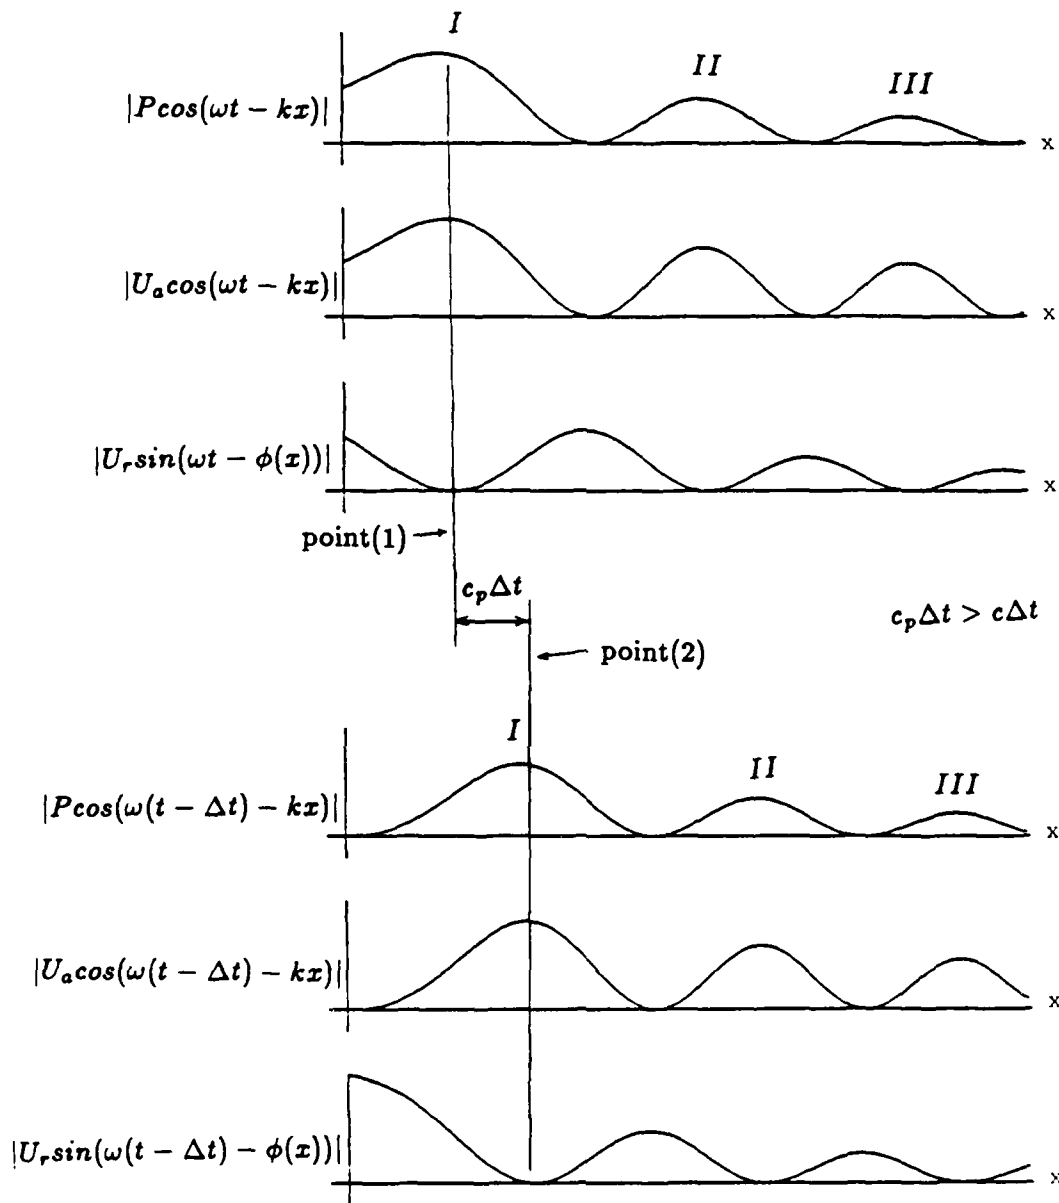 I
II
III
|Pcos(ωt − kx)|
x
|U_a cos(ωt − kx)|
x
|U_r sin(ωt − ϕ(x))|
x
point(1)
c_pΔt
c_pΔt > cΔt
point(2)
I
II
III
|Pcos(ω(t − Δt) − kx)|
x
|U_a cos(ω(t − Δt) − kx)|
x
|U_r sin(ω(t − Δt) − ϕ(x))|
x